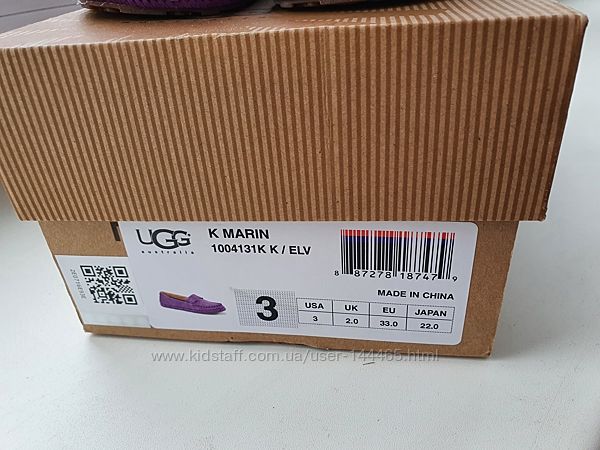 UGG
australia
K MARIN
1004131K K / ELV
8 87278 18747 9
MADE IN CHINA
3
USA UK EU JAPAN
3 2.0 33.0 22.0
www.kidstaff.com.ua/user-144465.html